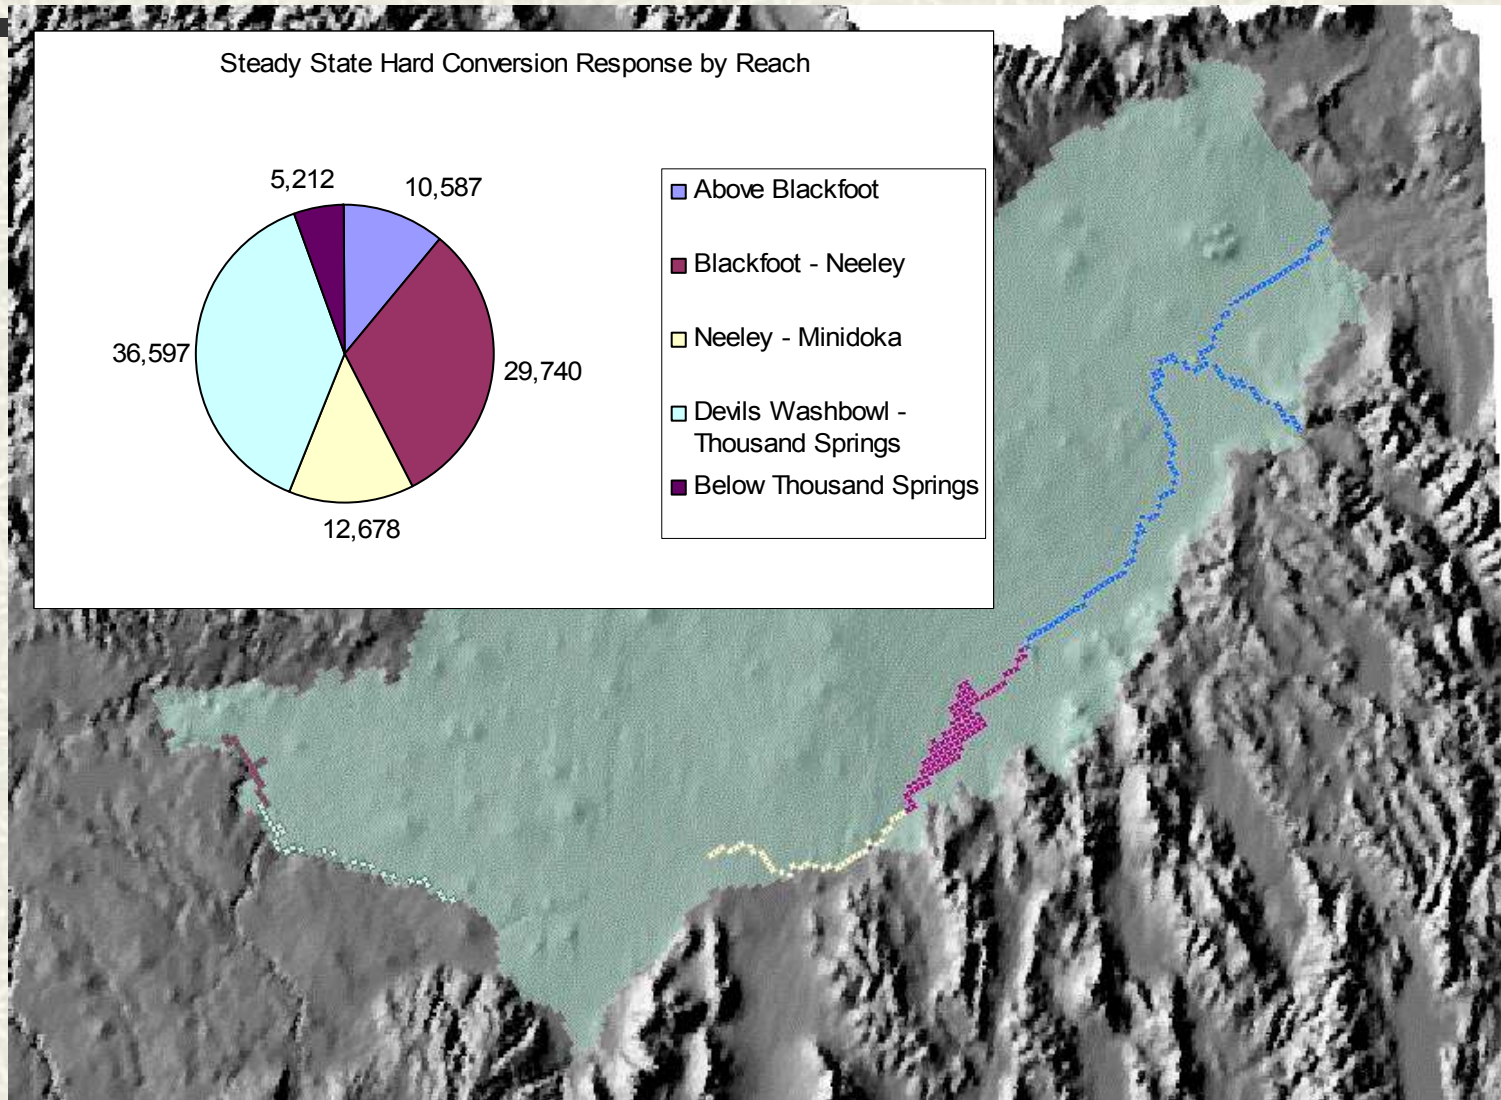 Steady State Hard Conversion Response by Reach
5,212
10,587
36,597
29,740
12,678
Above Blackfoot
Blackfoot - Neeley
Neeley - Minidoka
Devils Washbowl -
Thousand Springs
Below Thousand Springs